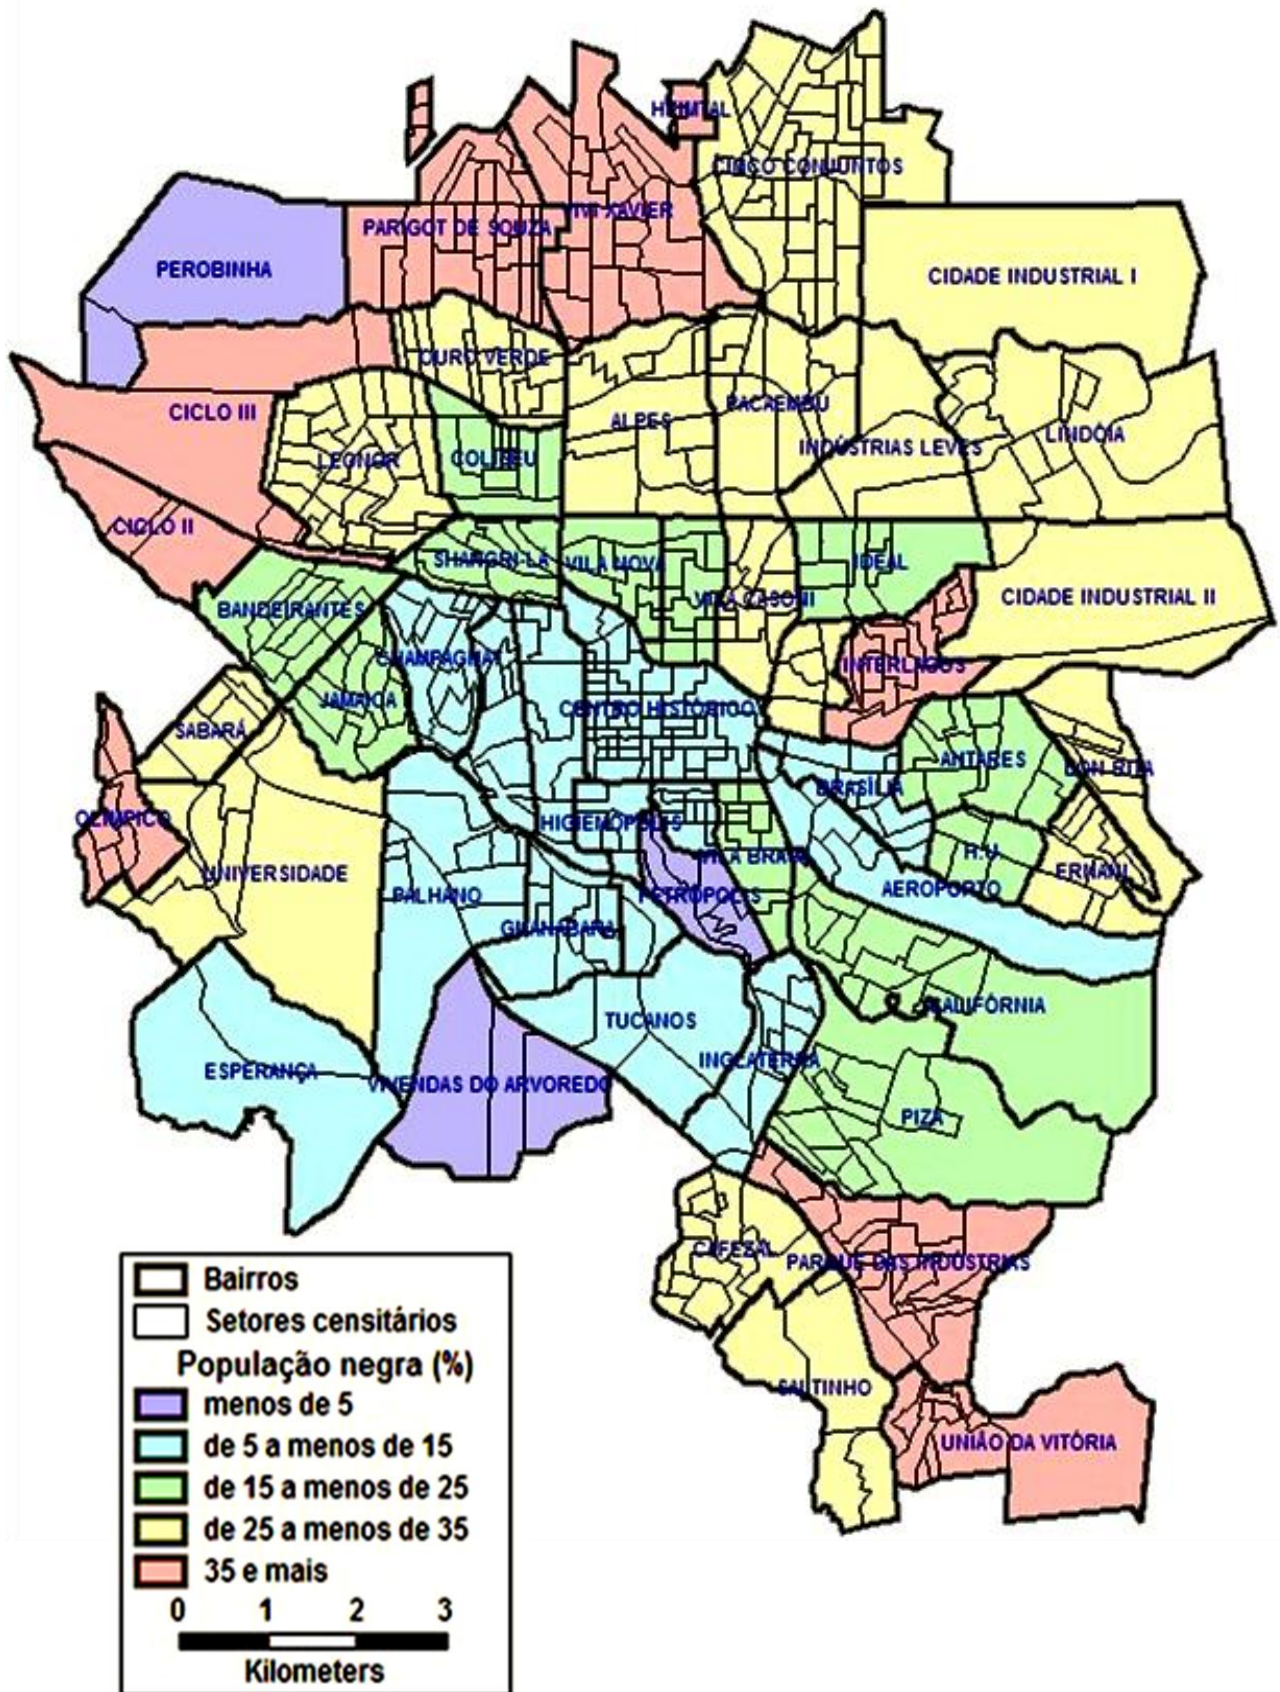 HEIMTAL
CINCO CONJUNTOS
VIVI XAVIER
PARIGOT DE SOUZA
PEROBINHA
CIDADE INDUSTRIAL I
OURO VERDE
CICLO III
ALPES
PACAEMBU
INDÚSTRIAS LEVES
LINDÓIA
LEONOR
COLISEU
CICLO II
SHANGRI-LA
VILA NOVA
IDEAL
VILA CASONI
CIDADE INDUSTRIAL II
BANDEIRANTES
CHAMPAGNAT
INTERLAGOS
JAMAICA
CENTRO HISTÓRICO
SABARÁ
ANTARES
BRASÍLIA
OLÍMPICO
HIGIENÓPOLIS
VILA BRASIL
H.U.
ERNANI
UNIVERSIDADE
PALHANO
PETRÓPOLIS
AEROPORTO
GUANABARA
CALIFÓRNIA
TUCANOS
INGLATERRA
ESPERANÇA
VIVENDAS DO ARVOREDO
PIZA
CAFEZAL
PARQUE DAS INDÚSTRIAS
SALTINHO
UNIÃO DA VITÓRIA
Bairros
Setores censitários
População negra (%)
menos de 5
de 5 a menos de 15
de 15 a menos de 25
de 25 a menos de 35
35 e mais
0 1 2 3
Kilometers